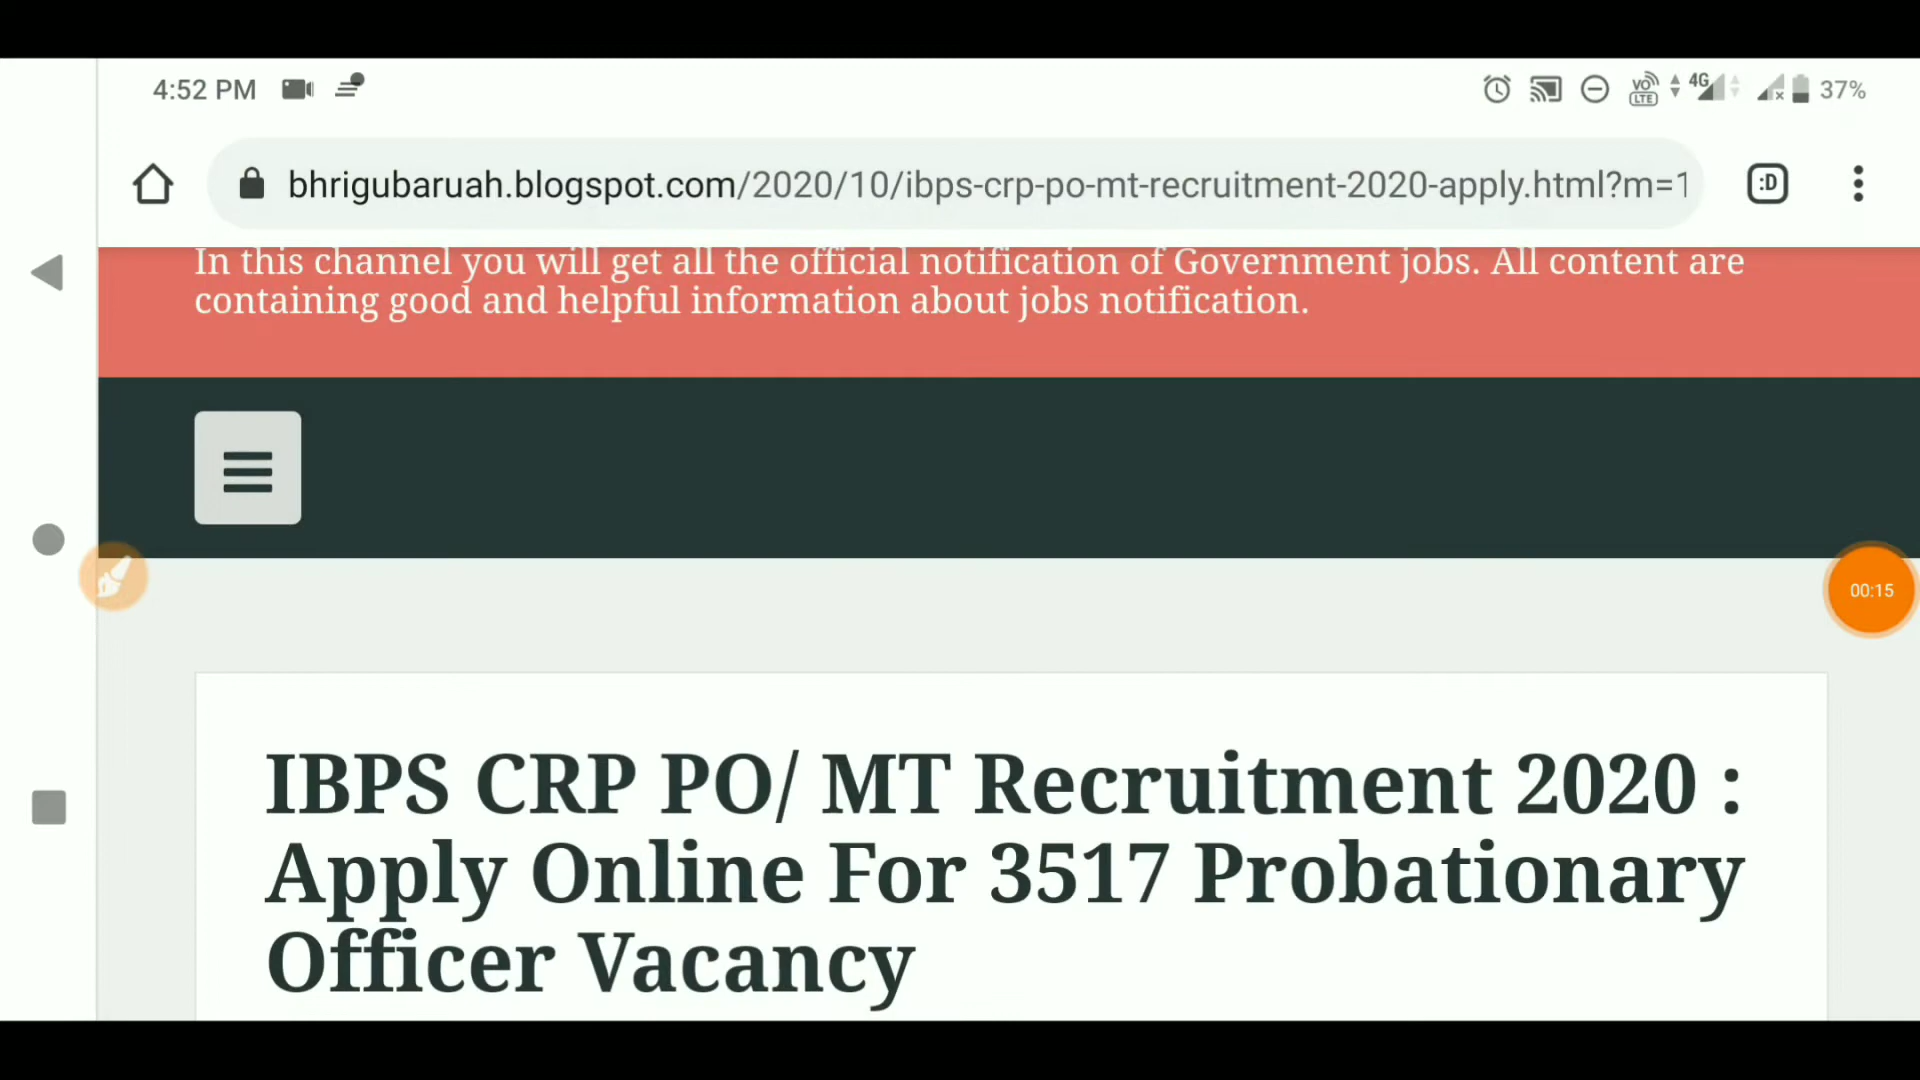 4:52 PM
VO LTE 4G 37%
bhrigubaruah.blogspot.com/2020/10/ibps-crp-po-mt-recruitment-2020-apply.html?m=1
:D
In this channel you will get all the official notification of Government jobs. All content are
containing good and helpful information about jobs notification.
00:15
IBPS CRP PO/ MT Recruitment 2020 :
Apply Online For 3517 Probationary
Officer Vacancy